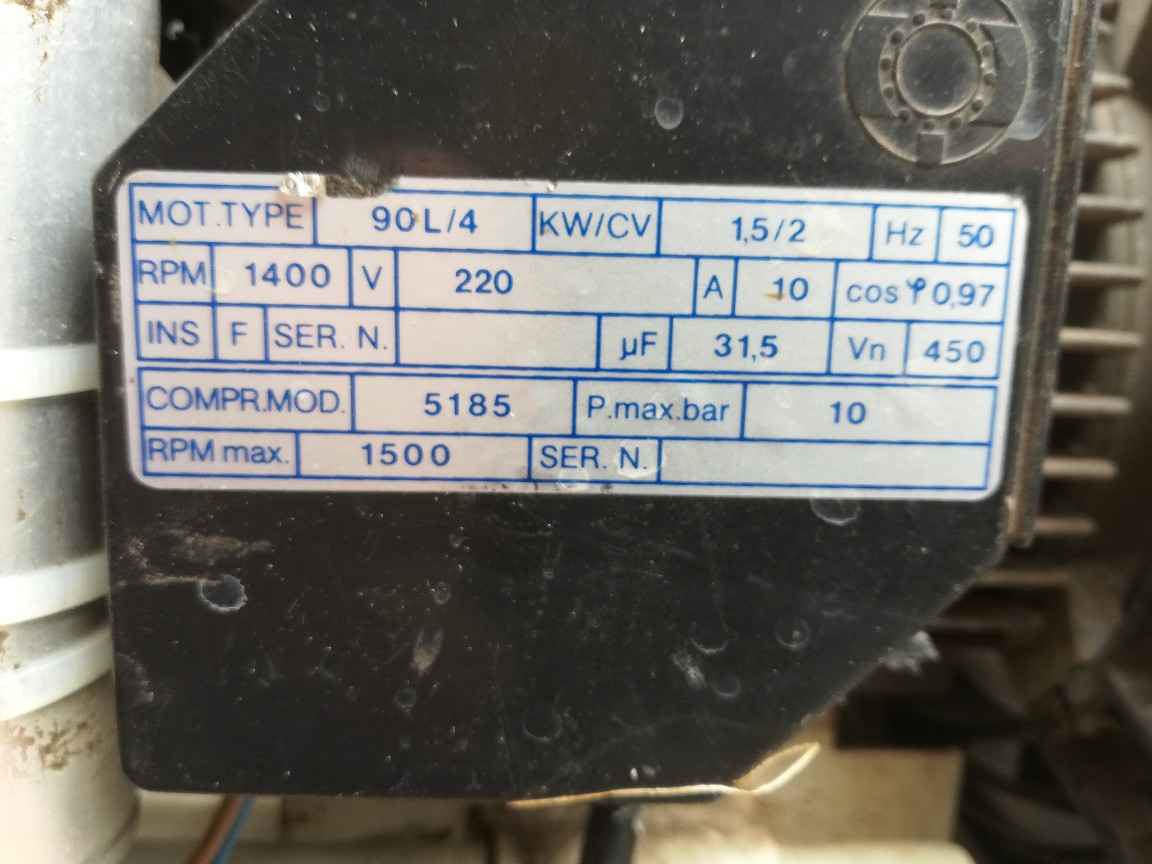 MOT.TYPE 90L/4 KW/CV 1,5/2 Hz 50
RPM 1400 V 220 A 10 cos φ 0,97
INS F SER. N. µF 31,5 Vn 450
COMPR.MOD. 5185 P.max.bar 10
RPM max. 1500 SER. N.